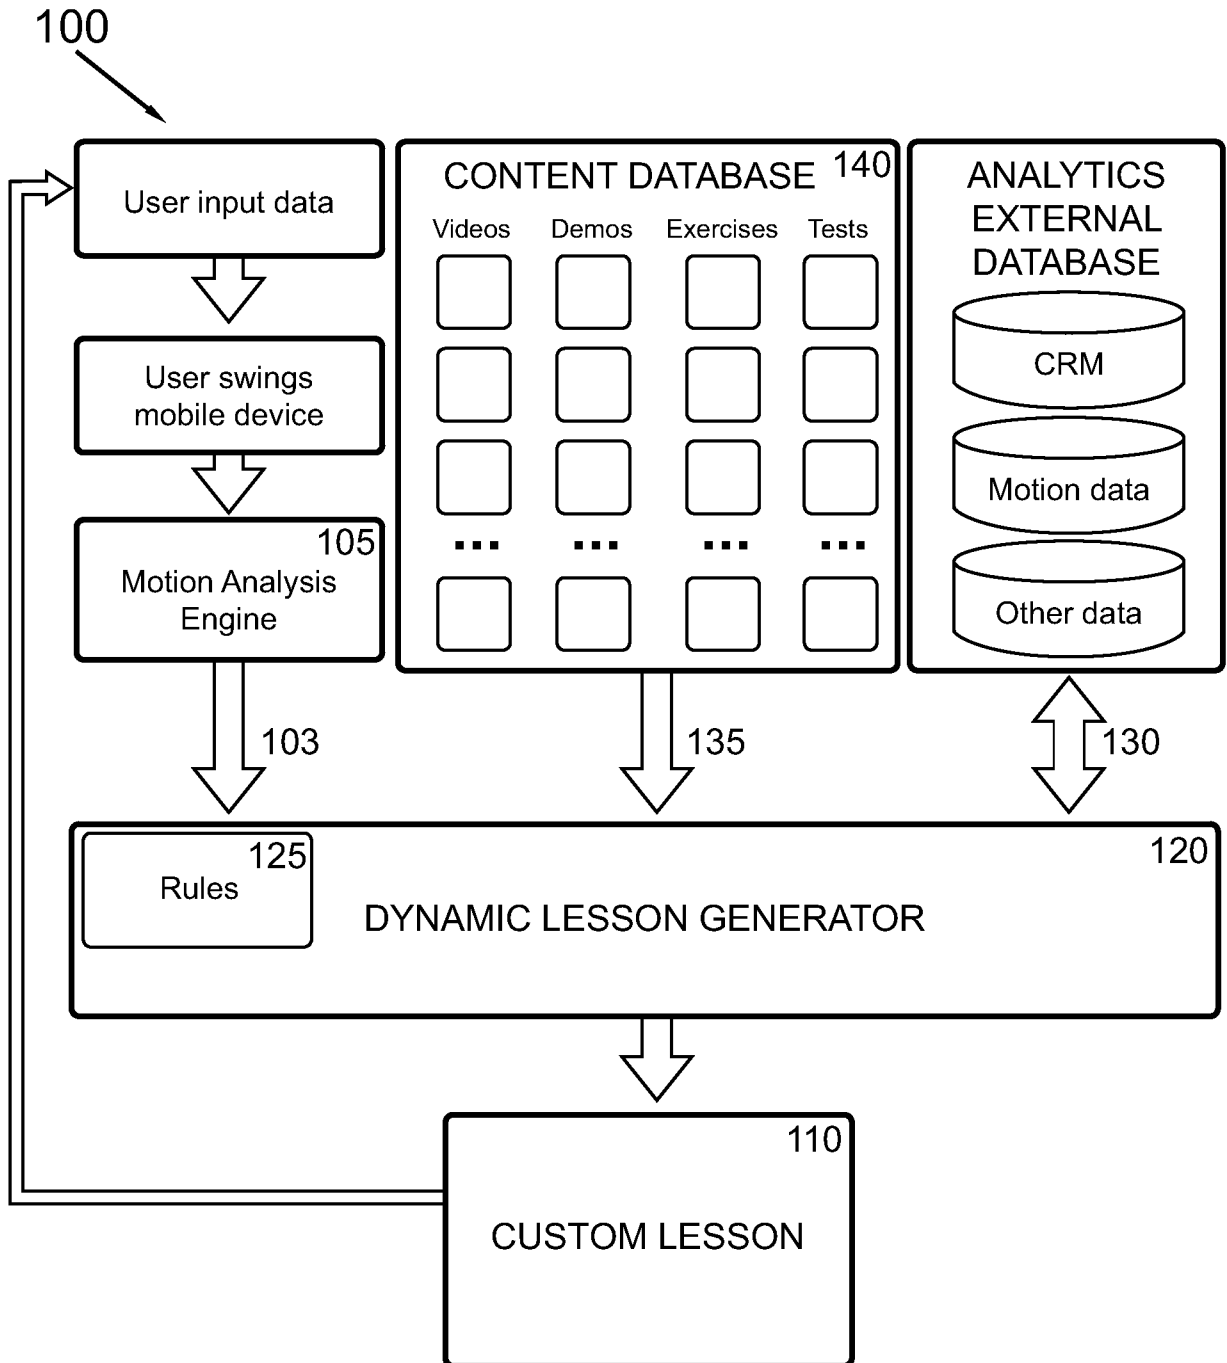 100
User input data
User swings
mobile device
105
Motion Analysis
Engine
103
CONTENT DATABASE 140
Videos Demos Exercises Tests
...
...
...
...
135
ANALYTICS
EXTERNAL
DATABASE
CRM
Motion data
Other data
130
125
Rules
120
DYNAMIC LESSON GENERATOR
110
CUSTOM LESSON